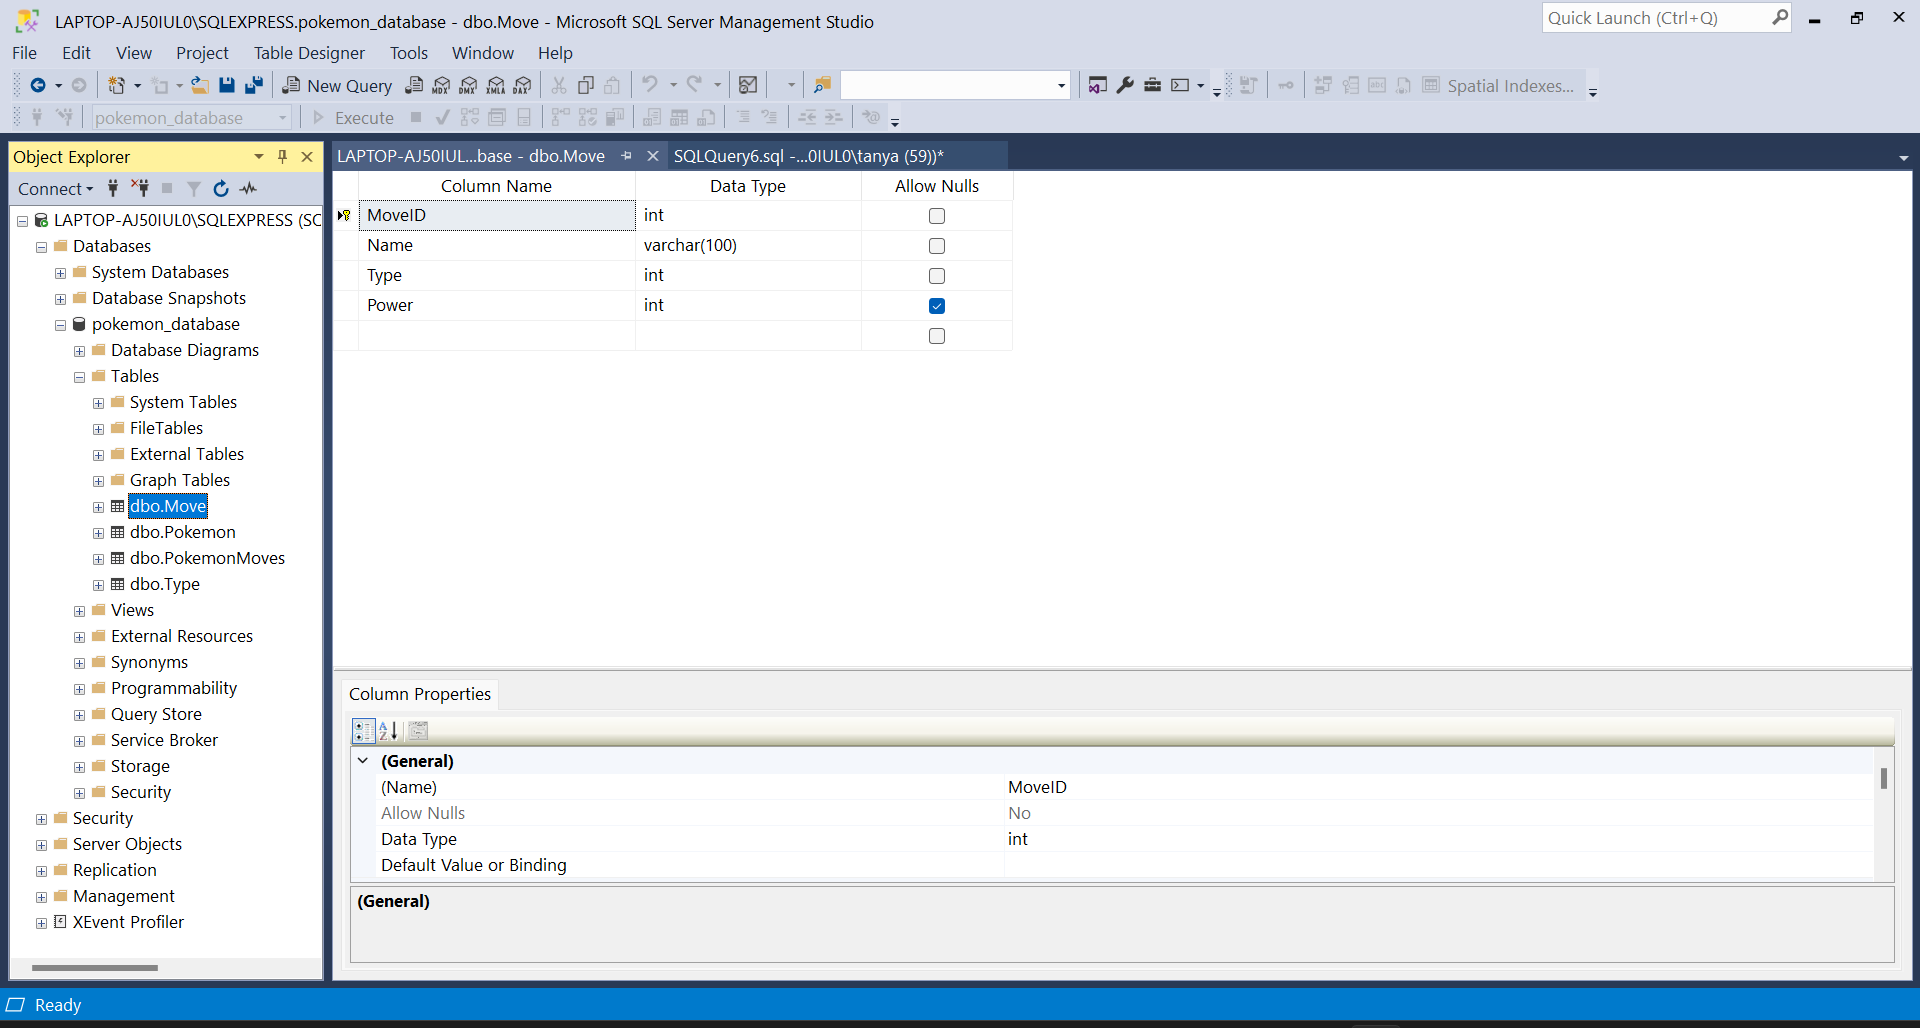 LAPTOP-AJ50IUL0\SQLEXPRESS.pokemon_database - dbo.Move - Microsoft SQL Server Management Studio
Quick Launch (Ctrl+Q)
File Edit View Project Table Designer Tools Window Help
New Query MDX DMX XMLA DAX Spatial Indexes...
pokemon_database Execute
Object Explorer
Connect
LAPTOP-AJ50IUL0\SQLEXPRESS (SC
Databases
System Databases
Database Snapshots
pokemon_database
Database Diagrams
Tables
System Tables
FileTables
External Tables
Graph Tables
dbo.Move
dbo.Pokemon
dbo.PokemonMoves
dbo.Type
Views
External Resources
Synonyms
Programmability
Query Store
Service Broker
Storage
Security
Security
Server Objects
Replication
Management
XEvent Profiler
LAPTOP-AJ50IUL...base - dbo.Move SQLQuery6.sql -...0IUL0\tanya (59))*
Column Name Data Type Allow Nulls
MoveID int
Name varchar(100)
Type int
Power int
Column Properties
(General)
(Name) MoveID
Allow Nulls No
Data Type int
Default Value or Binding
(General)
Ready